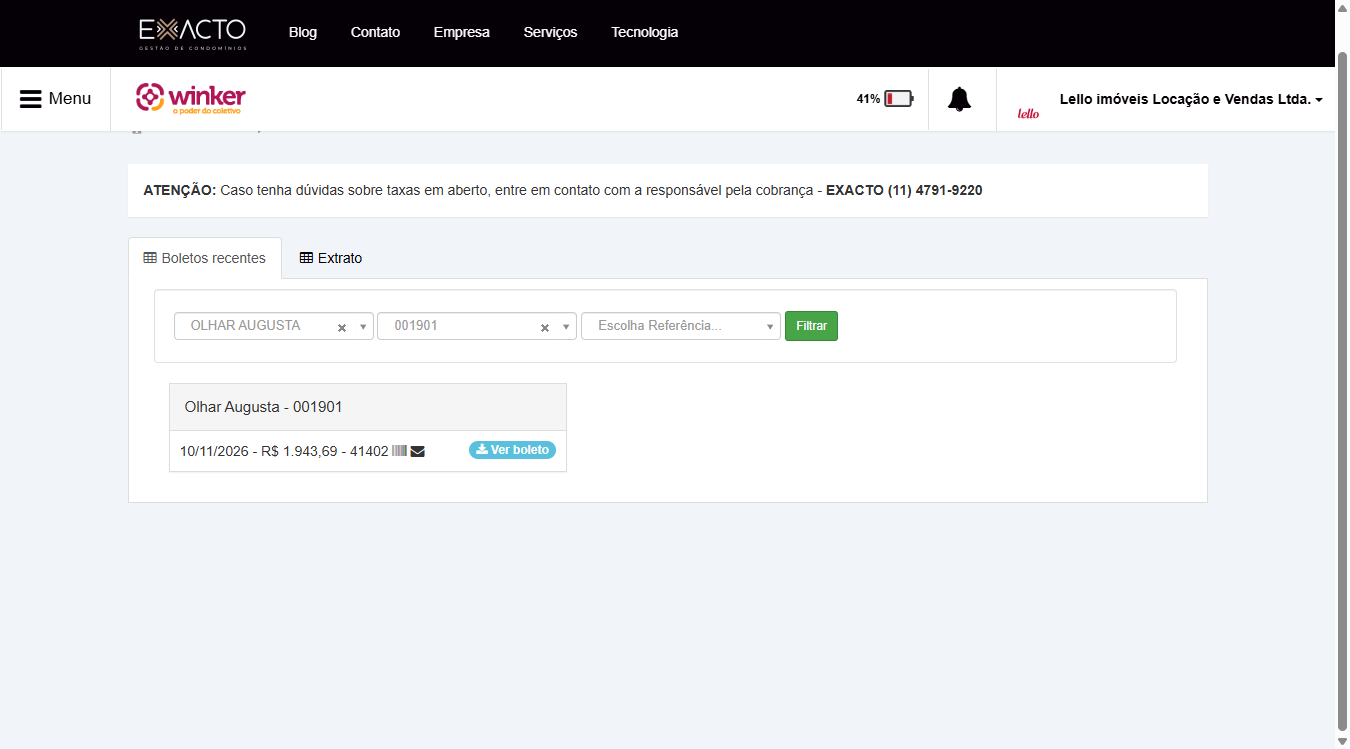 EXACTO
GESTÃO DE CONDOMÍNIOS
Blog Contato Empresa Serviços Tecnologia
Menu
winker
o poder do coletivo
41%
lello
Lello imóveis Locação e Vendas Ltda.
ATENÇÃO: Caso tenha dúvidas sobre taxas em aberto, entre em contato com a responsável pela cobrança - EXACTO (11) 4791-9220
Boletos recentes Extrato
OLHAR AUGUSTA × 001901 × Escolha Referência... Filtrar
Olhar Augusta - 001901
10/11/2026 - R$ 1.943,69 - 41402 Ver boleto